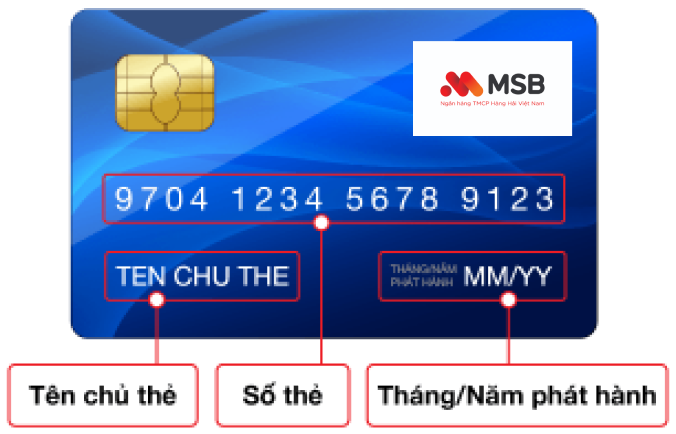 MSB
Ngân hàng TMCP Hàng Hải Việt Nam
9704 1234 5678 9123
TEN CHU THE
THÁNG/NĂM
PHÁT HÀNH
MM/YY
Tên chủ thẻ
Số thẻ
Tháng/Năm phát hành